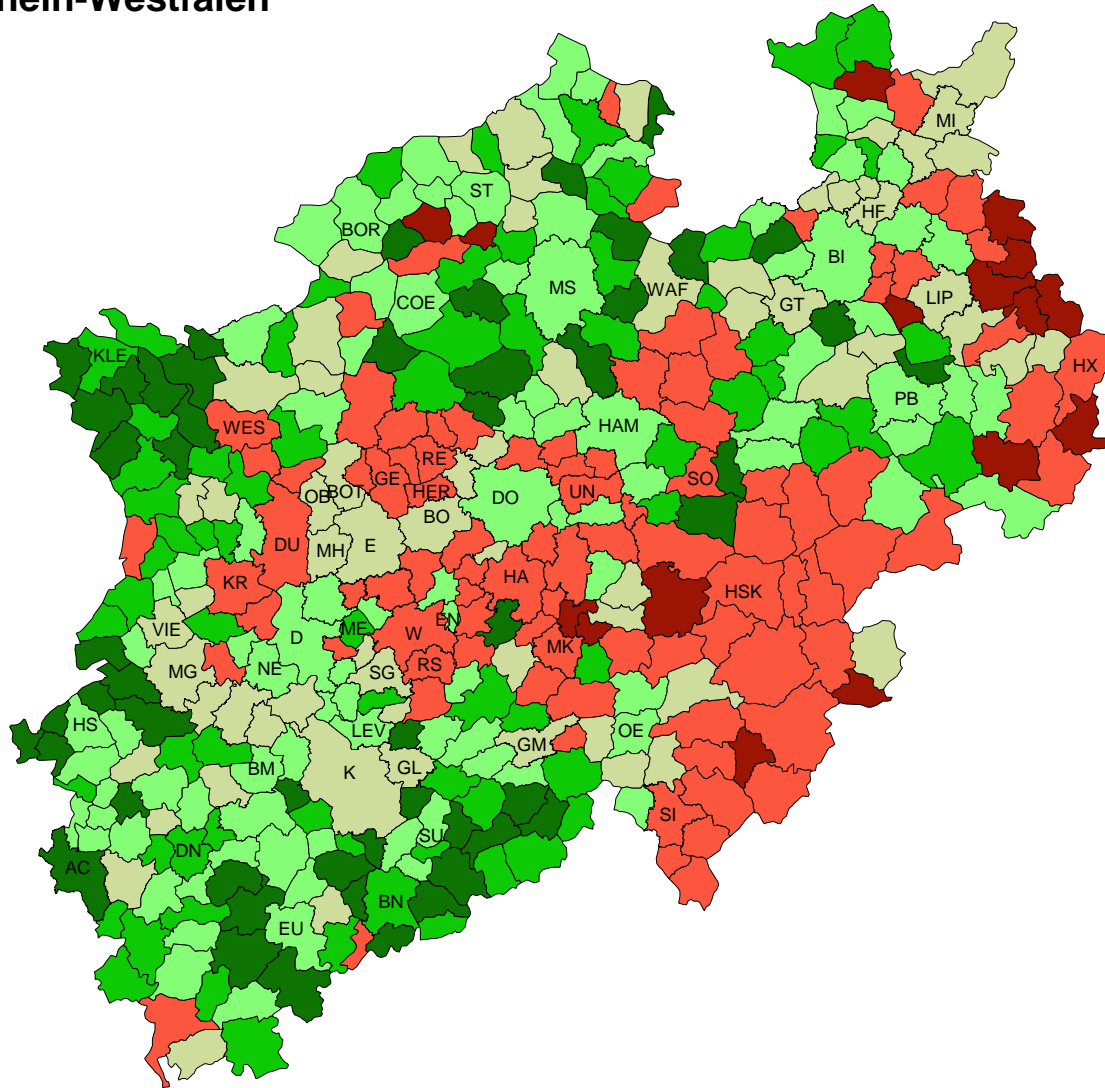 hein-Westfalen
MI
ST
HF
BOR
BI
MS
WAF
LIP
COE
GT
KLE
HX
PB
WES
HAM
RE
GE
SO
BOT
HER
UN
OB
DO
BO
DU
MH
E
HA
KR
HSK
EN
ME
VIE
D
W
MK
RS
NE
SG
MG
HS
LEV
OE
GM
BM
K
GL
SI
SU
DN
AC
BN
EU